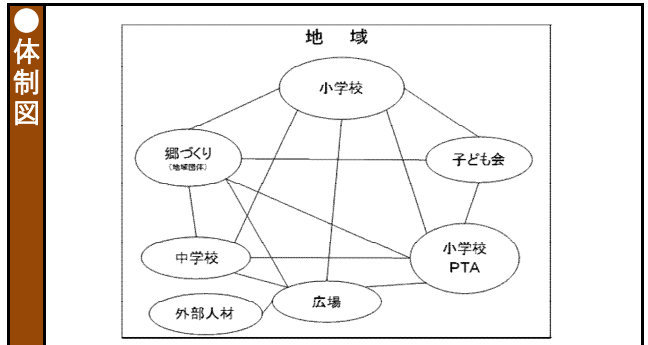 ●体制図
地 域
小学校
郷づくり
(地域団体)
子ども会
中学校
小学校
PTA
広場
外部人材